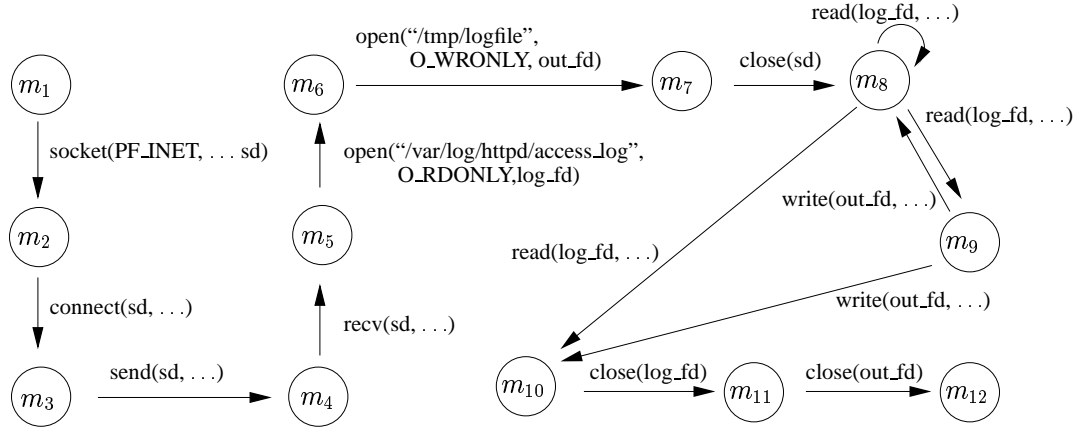 read(log_fd, . . .)
open(“/tmp/logfile”,
O_WRONLY, out_fd)
close(sd)
m1
m6
m7
m8
read(log_fd, . . .)
socket(PF_INET, . . . sd)
open(“/var/log/httpd/access_log”,
O_RDONLY,log_fd)
write(out_fd, . . .)
m2
m5
m9
read(log_fd, . . .)
connect(sd, . . .)
recv(sd, . . .)
write(out_fd, . . .)
m3
send(sd, . . .)
m4
m10
close(log_fd)
m11
close(out_fd)
m12